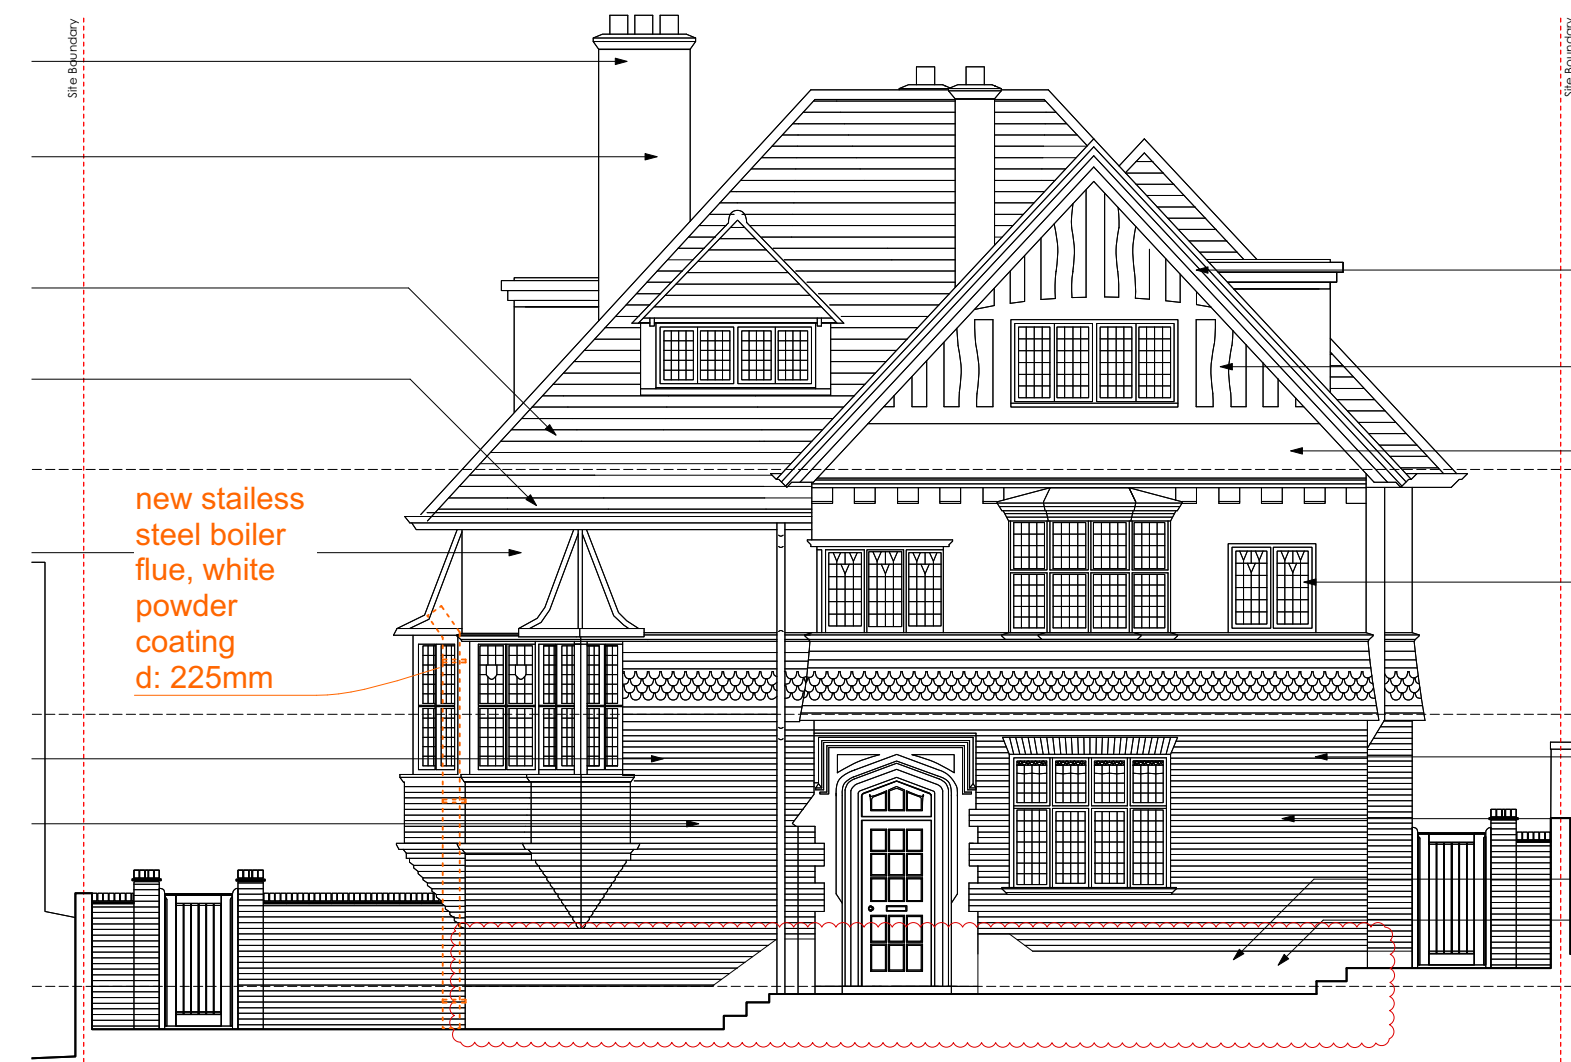 Site Boundary
Site Boundary
new stailess
steel boiler
flue, white
powder
coating
d: 225mm